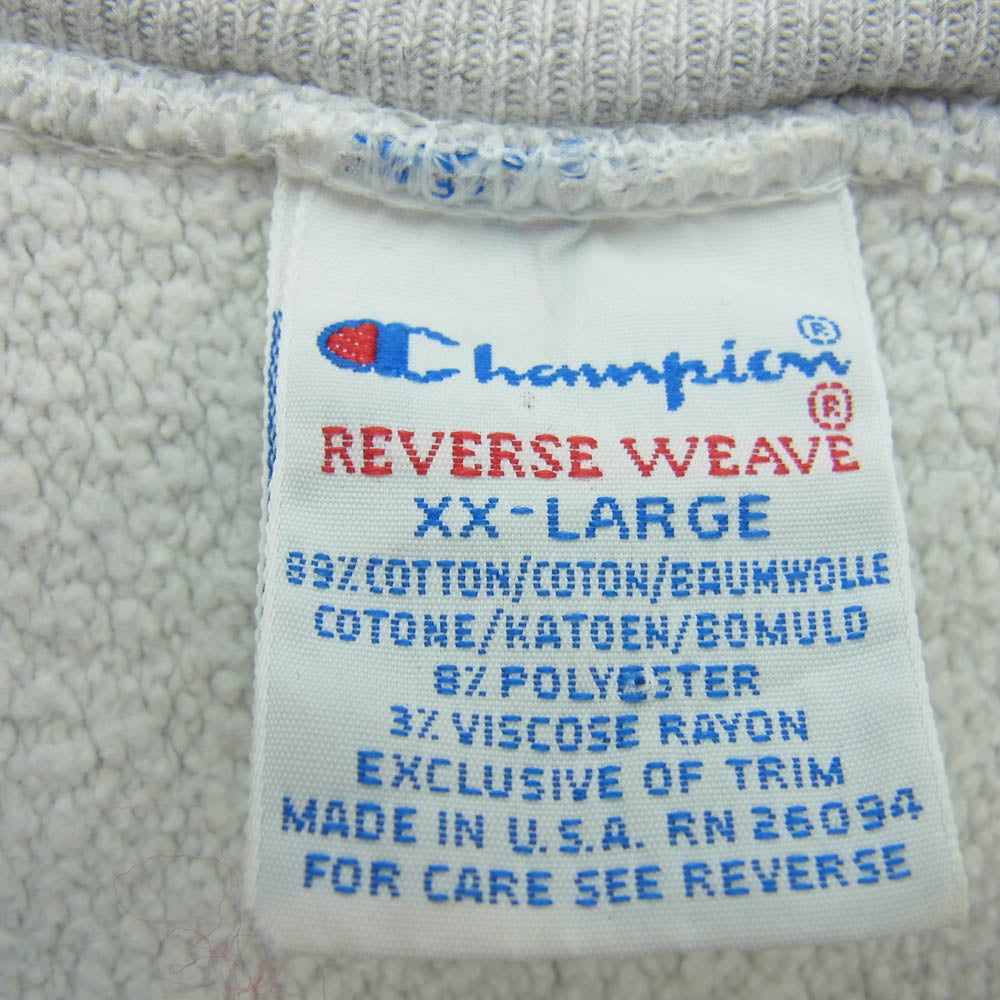 Champion®
REVERSE WEAVE®
XX-LARGE
89% COTTON/COTON/BAUMWOLLE
COTONE/KATOEN/BOMULD
8% POLYESTER
3% VISCOSE RAYON
EXCLUSIVE OF TRIM
MADE IN U.S.A. RN 26094
FOR CARE SEE REVERSE